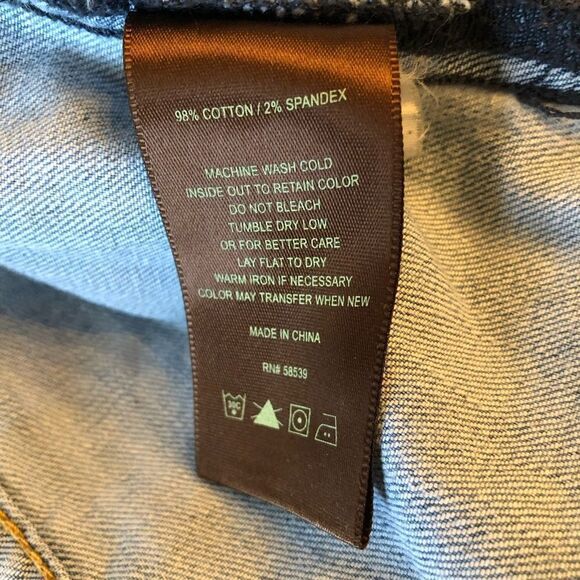 98% COTTON / 2% SPANDEX
MACHINE WASH COLD
INSIDE OUT TO RETAIN COLOR
DO NOT BLEACH
TUMBLE DRY LOW
OR FOR BETTER CARE
LAY FLAT TO DRY
WARM IRON IF NECESSARY
COLOR MAY TRANSFER WHEN NEW
MADE IN CHINA
RN# 58539
30C